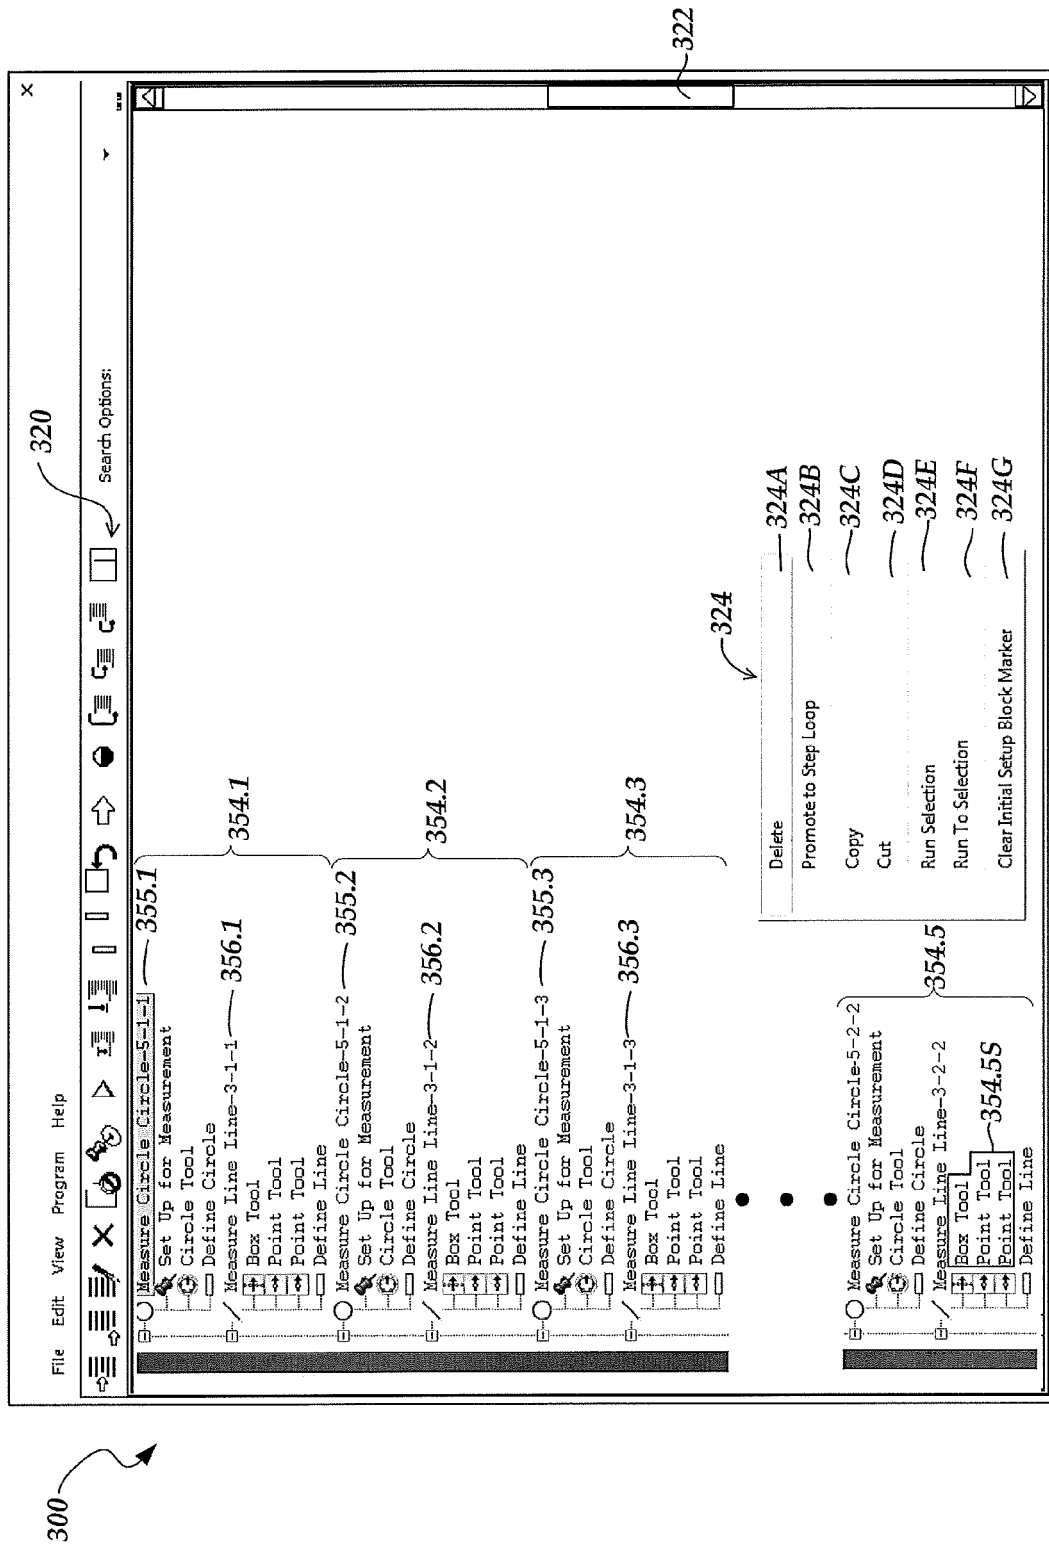 300
320
×
File Edit View Program Help
Search Options:
322
Measure Circle Circle-5-1-1
355.1
Set Up for Measurement
Circle Tool
Define Circle
354.1
Measure Line Line-3-1-1
356.1
Box Tool
Point Tool
Point Tool
Define Line
Measure Circle Circle-5-1-2
355.2
Set Up for Measurement
Circle Tool
Define Circle
354.2
Measure Line Line-3-1-2
356.2
Box Tool
Point Tool
Point Tool
Define Line
Measure Circle Circle-5-1-3
355.3
Set Up for Measurement
Circle Tool
Define Circle
354.3
Measure Line Line-3-1-3
356.3
Box Tool
Point Tool
Point Tool
Define Line
324
Delete
324A
Promote to Step Loop
324B
Copy
324C
Cut
324D
Run Selection
324E
Run To Selection
324F
Clear Initial Setup Block Marker
324G
Measure Circle Circle-5-2-2
Set Up for Measurement
Circle Tool
Define Circle
354.5
Measure Line Line-3-2-2
Box Tool
Point Tool
Point Tool
354.5S
Define Line